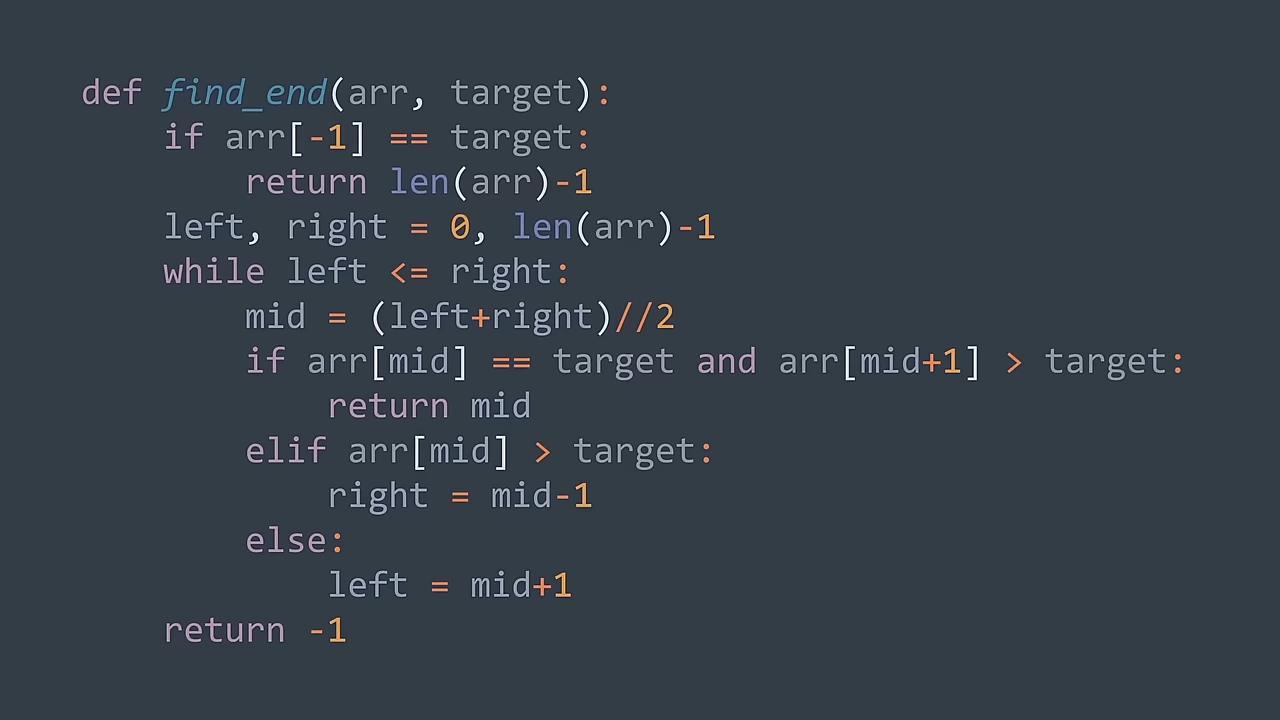 def find_end(arr, target):
    if arr[-1] == target:
        return len(arr)-1
    left, right = 0, len(arr)-1
    while left <= right:
        mid = (left+right)//2
        if arr[mid] == target and arr[mid+1] > target:
            return mid
        elif arr[mid] > target:
            right = mid-1
        else:
            left = mid+1
    return -1